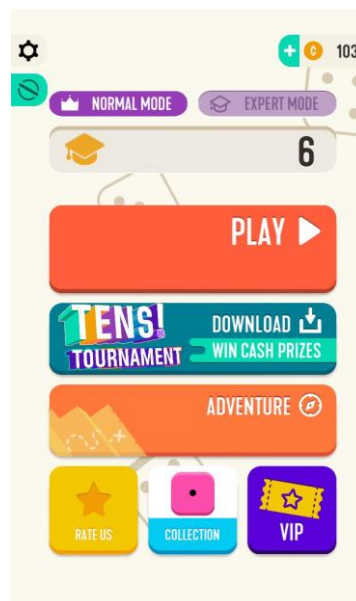 C 103
NORMAL MODE
EXPERT MODE
6
PLAY
TENS!
TOURNAMENT
DOWNLOAD
WIN CASH PRIZES
ADVENTURE
RATE US
COLLECTION
VIP